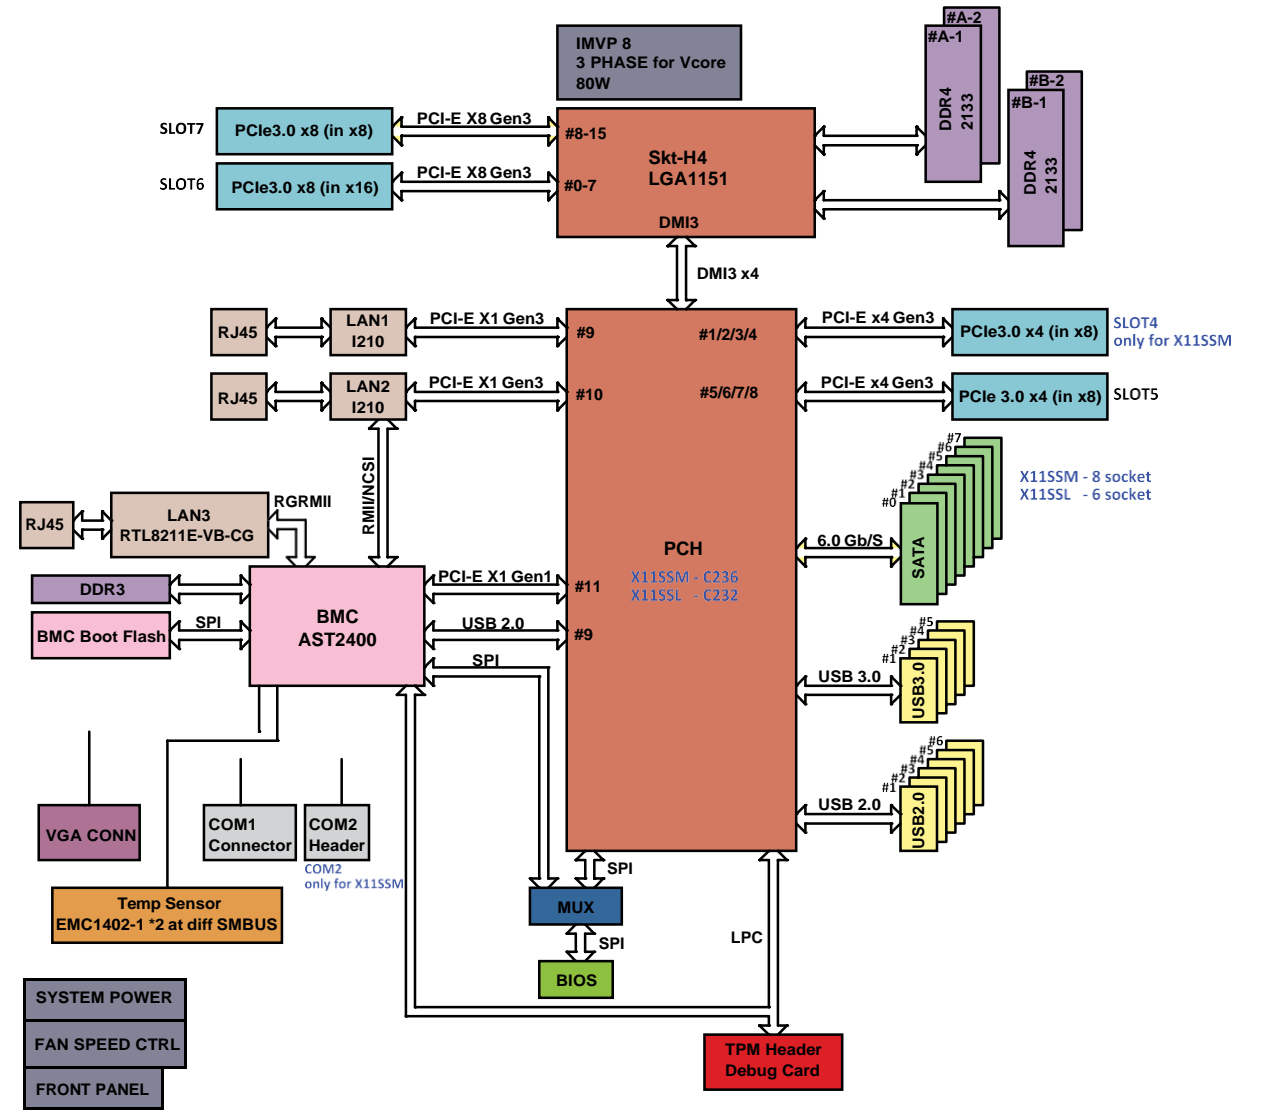 IMVP 8
3 PHASE for Vcore
80W
#A-2
#A-1
DDR4
2133
#B-2
#B-1
DDR4
2133
SLOT7
PCIe3.0 x8 (in x8)
PCI-E X8 Gen3
#8-15
SLOT6
PCIe3.0 x8 (in x16)
PCI-E X8 Gen3
#0-7
Skt-H4
LGA1151
DMI3
DMI3 x4
RJ45
LAN1
I210
PCI-E X1 Gen3
#9
#1/2/3/4
PCI-E x4 Gen3
PCIe3.0 x4 (in x8)
SLOT4
only for X11SSM
RJ45
LAN2
I210
PCI-E X1 Gen3
#10
#5/6/7/8
PCI-E x4 Gen3
PCIe 3.0 x4 (in x8)
SLOT5
RMII/NCSI
RJ45
LAN3
RTL8211E-VB-CG
RGRMII
#7
#6
#5
#4
#3
#2
#1
#0
SATA
6.0 Gb/S
X11SSM - 8 socket
X11SSL - 6 socket
PCH
X11SSM - C236
X11SSL - C232
DDR3
BMC Boot Flash
SPI
BMC
AST2400
PCI-E X1 Gen1
#11
USB 2.0
#9
SPI
#5
#4
#3
#2
#1
USB3.0
USB 3.0
#6
#5
#4
#3
#2
#1
USB2.0
USB 2.0
VGA CONN
COM1
Connector
COM2
Header
COM2
only for X11SSM
Temp Sensor
EMC1402-1 *2 at diff SMBUS
SPI
MUX
SPI
BIOS
LPC
TPM Header
Debug Card
SYSTEM POWER
FAN SPEED CTRL
FRONT PANEL